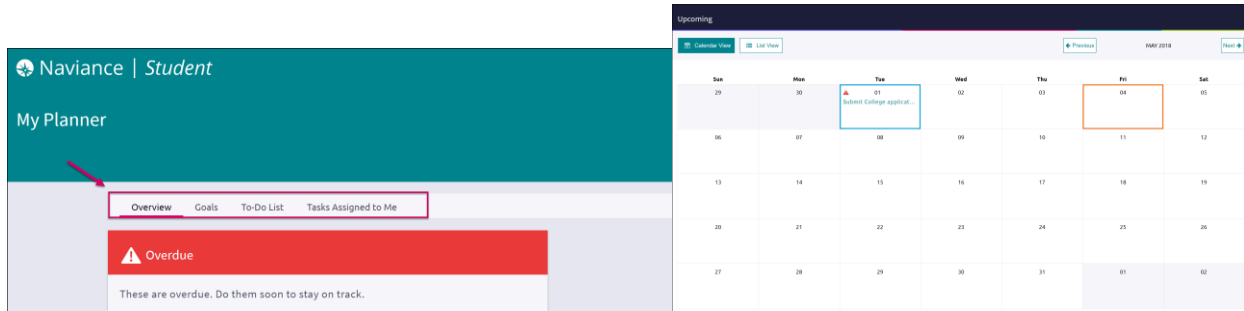 Naviance | Student
My Planner
Overview Goals To-Do List Tasks Assigned to Me
Overdue
These are overdue. Do them soon to stay on track.
Upcoming
Calendar View List View Previous MAY 2018 Next
Sun Mon Tue Wed Thu Fri Sat
29 30 01 02 03 04 05
Submit College applicat...
06 07 08 09 10 11 12
13 14 15 16 17 18 19
20 21 22 23 24 25 26
27 28 29 30 31 01 02